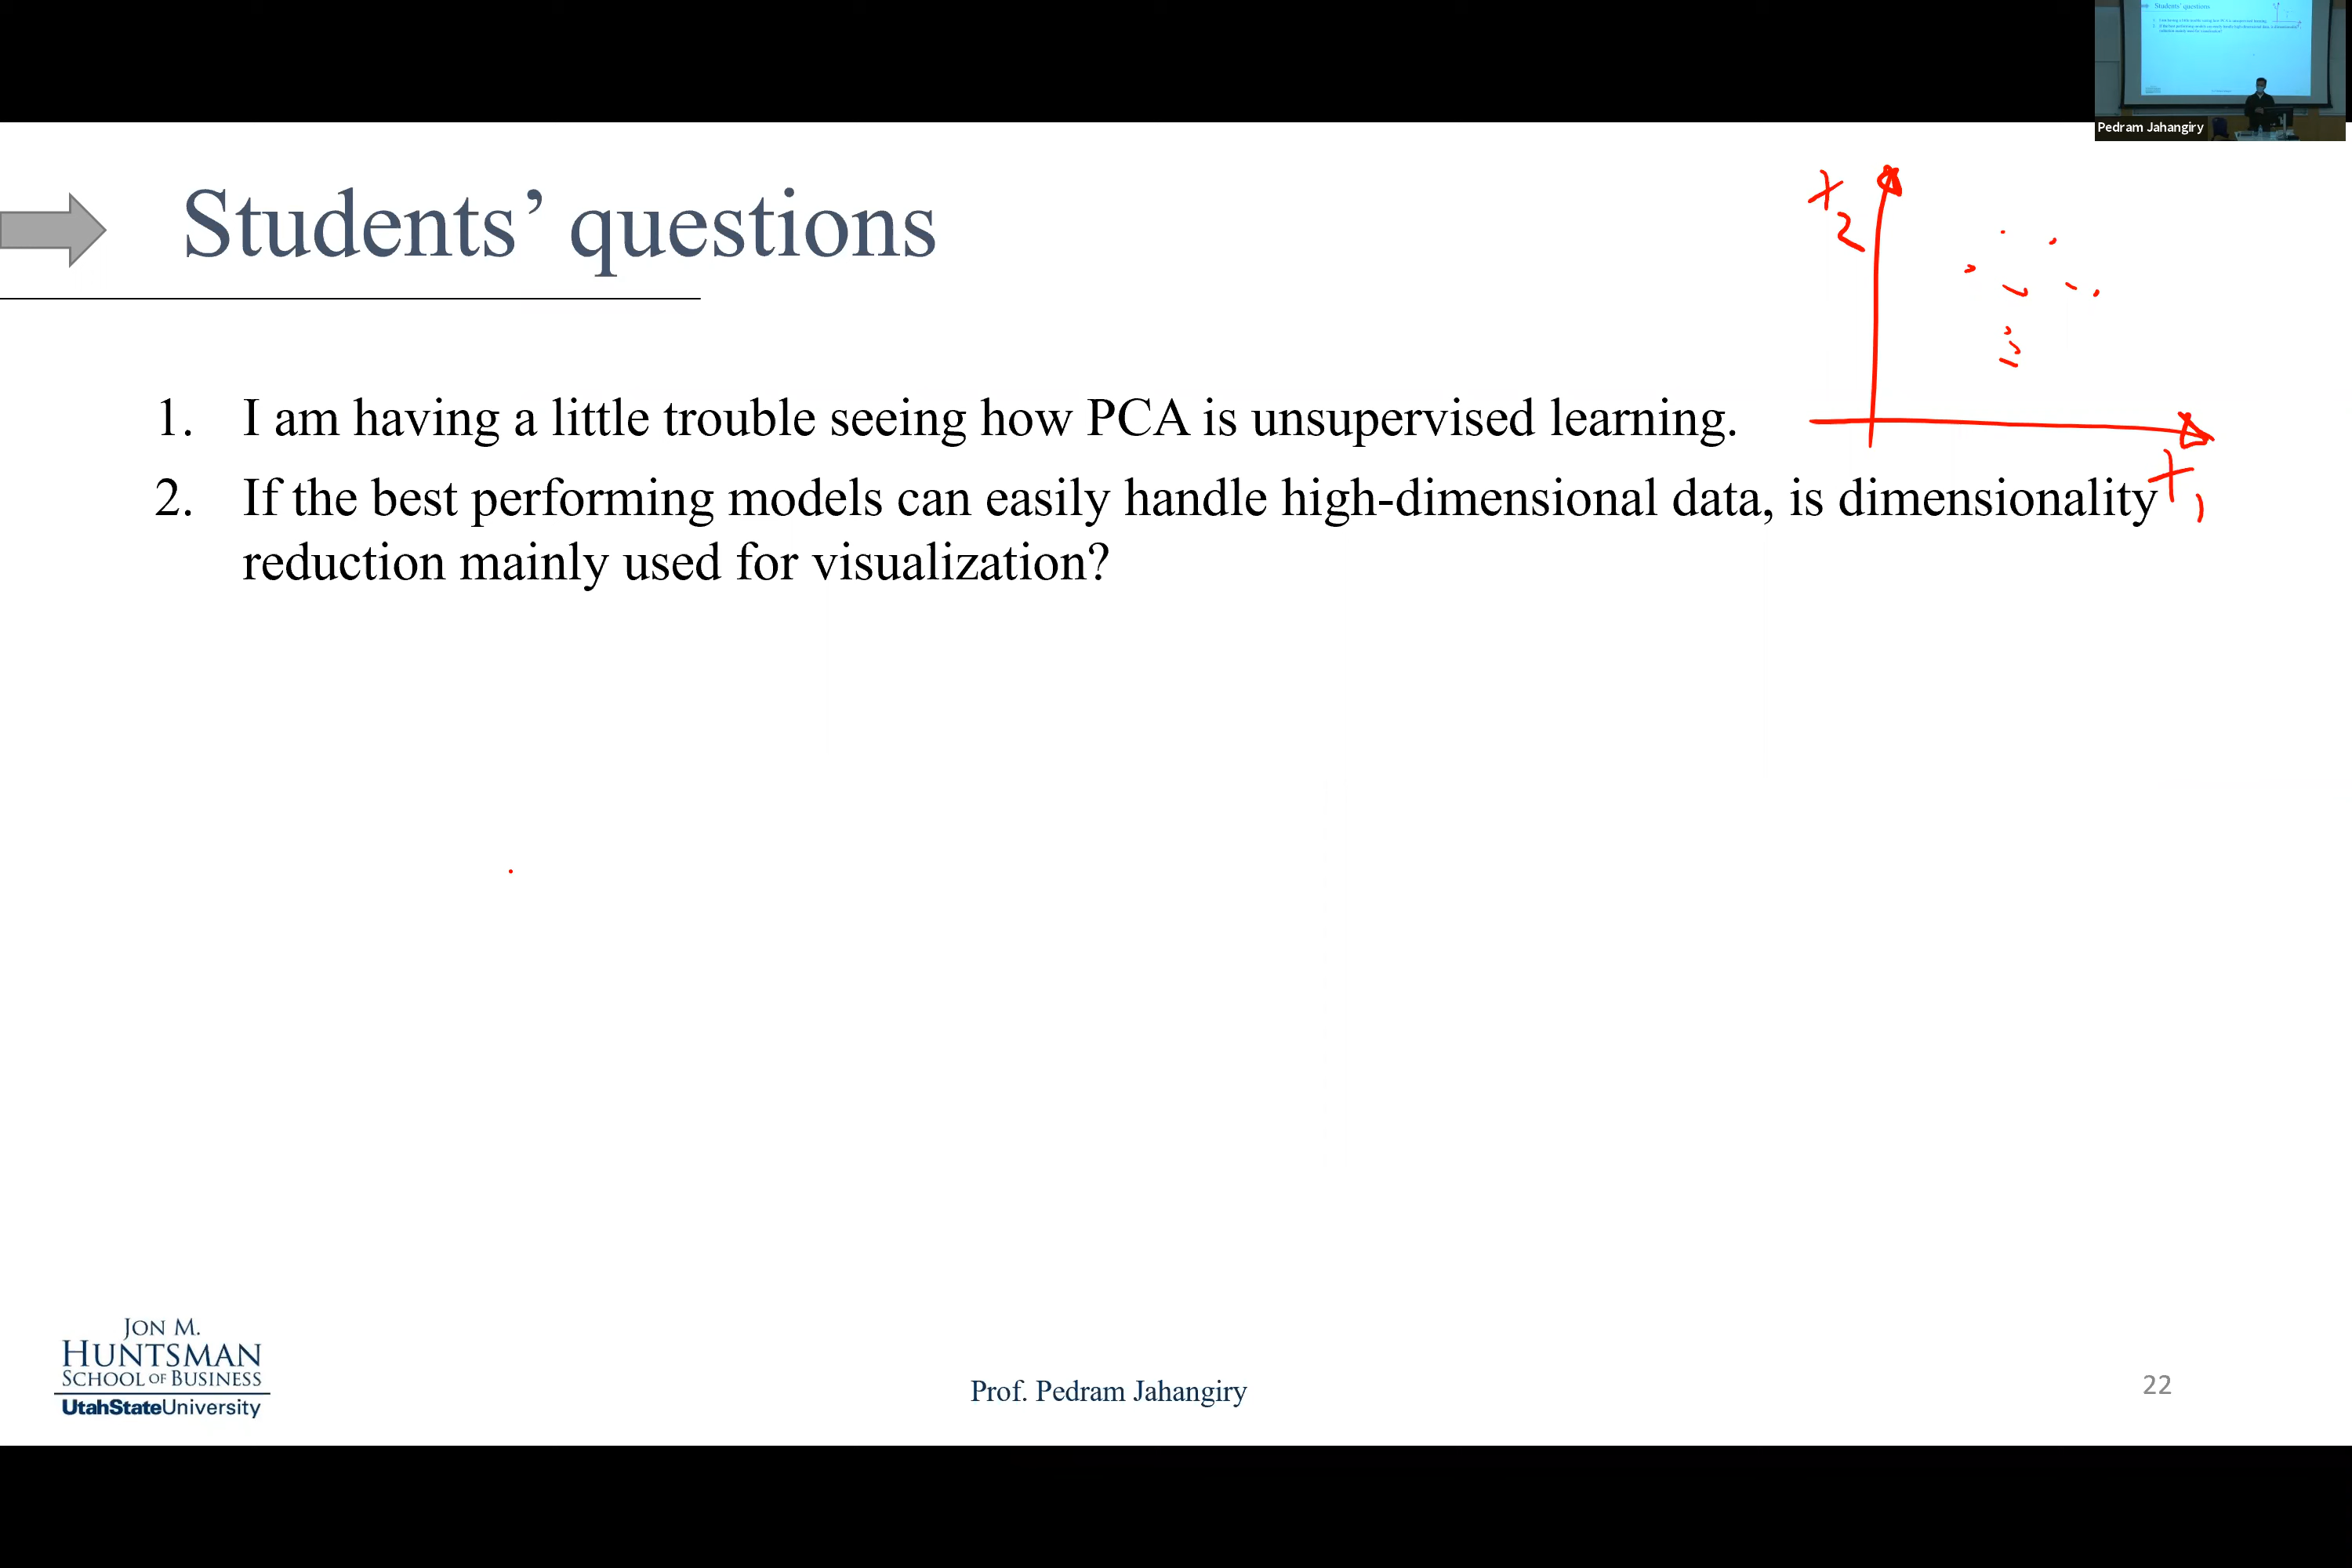 Students' questions
Pedram Jahangiry
x2
1. I am having a little trouble seeing how PCA is unsupervised learning.
2. If the best performing models can easily handle high-dimensional data, is dimensionality
reduction mainly used for visualization?
x1
JON M.
HUNTSMAN
SCHOOL OF BUSINESS
UtahStateUniversity
Prof. Pedram Jahangiry
22